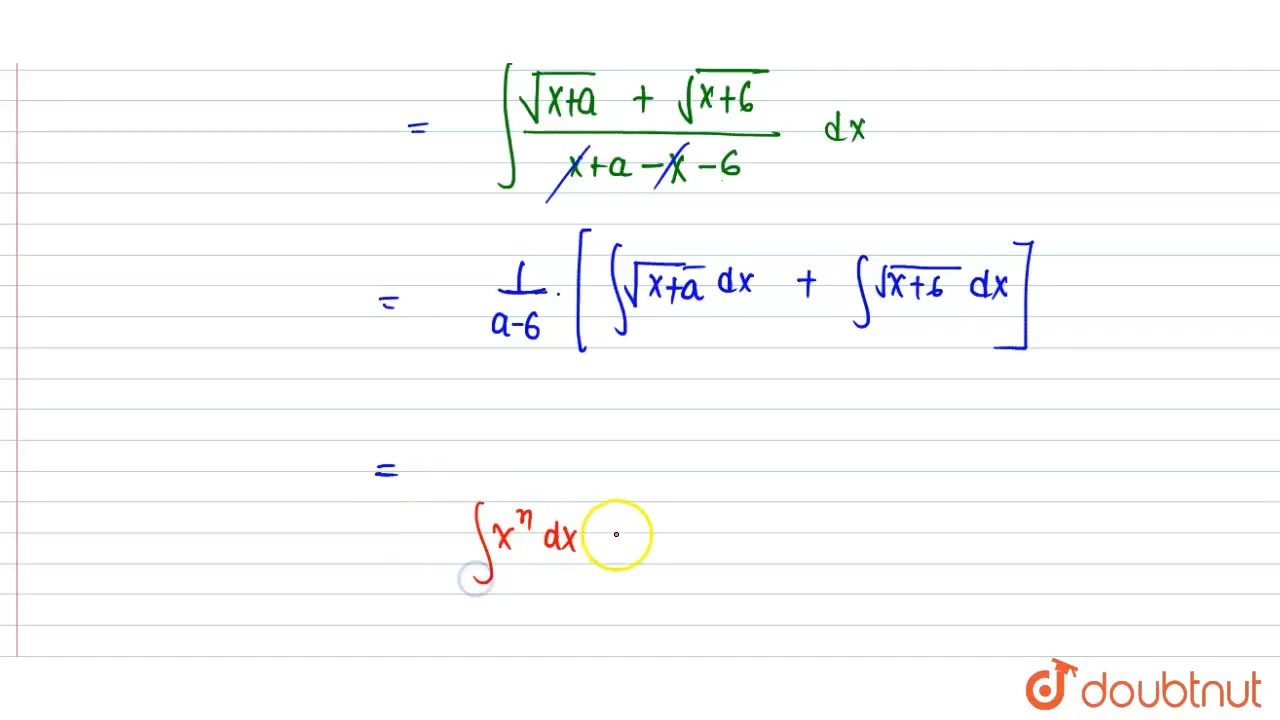 = ∫ (√(x+a) + √(x+6)) / (x+a-x-6) dx
= 1/(a-6) · [ ∫ √(x+a) dx + ∫ √(x+6) dx ]
=
∫ xⁿ dx
doubtnut